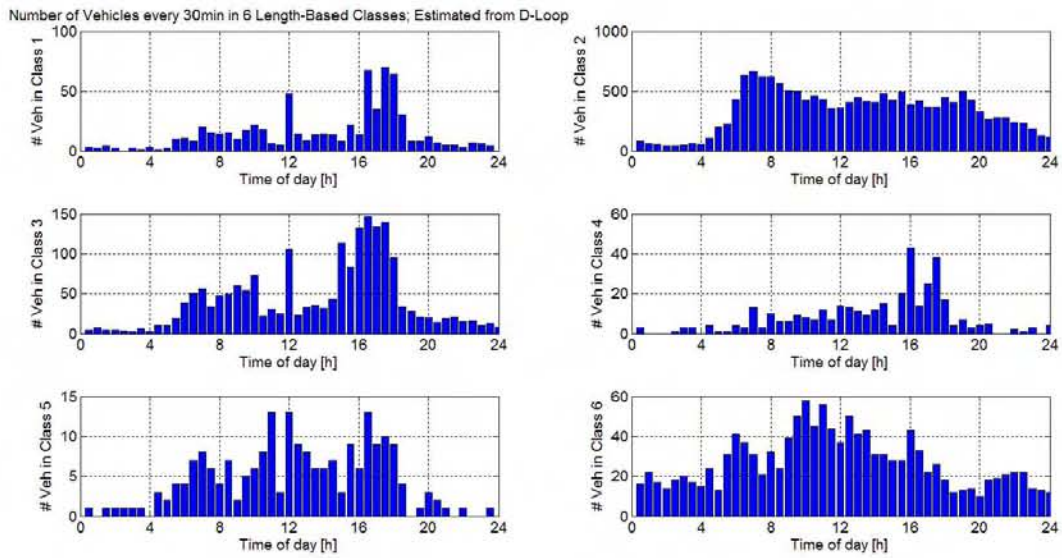 Number of Vehicles every 30min in 6 Length-Based Classes; Estimated from D-Loop
# Veh in Class 1
100
50
0
0 4 8 12 16 20 24
Time of day [h]
# Veh in Class 2
1000
500
0
0 4 8 12 16 20 24
Time of day [h]
# Veh in Class 3
150
100
50
0
0 4 8 12 16 20 24
Time of day [h]
# Veh in Class 4
60
40
20
0
0 4 8 12 16 20 24
Time of day [h]
# Veh in Class 5
15
10
5
0
0 4 8 12 16 20 24
Time of day [h]
# Veh in Class 6
60
40
20
0
0 4 8 12 16 20 24
Time of day [h]